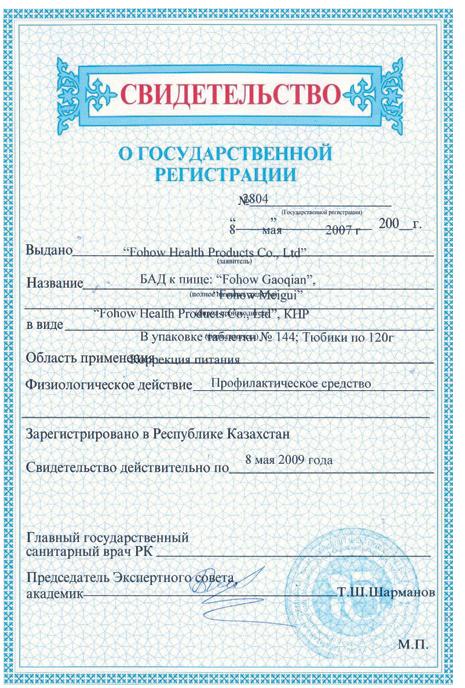 СВИДЕТЕЛЬСТВО
О ГОСУДАРСТВЕННОЙ
РЕГИСТРАЦИИ
№ 2804
(Государственной регистрации)
“ 8 ” мая 2007 г 200 г.
Выдано “Fohow Health Products Co., Ltd”
(заявитель)
Название БАД к пище: “Fohow Gaoqian”,
“Fohow Meigui”
“Fohow Health Products Co., Ltd”, КНР
в виде
В упаковке таблетки № 144; Тюбики по 120г
Область применения Коррекция питания
Физиологическое действие Профилактическое средство
Зарегистрировано в Республике Казахстан
Свидетельство действительно по 8 мая 2009 года
Главный государственный
санитарный врач РК
Председатель Экспертного совета,
академик Т.Ш.Шарманов
М.П.